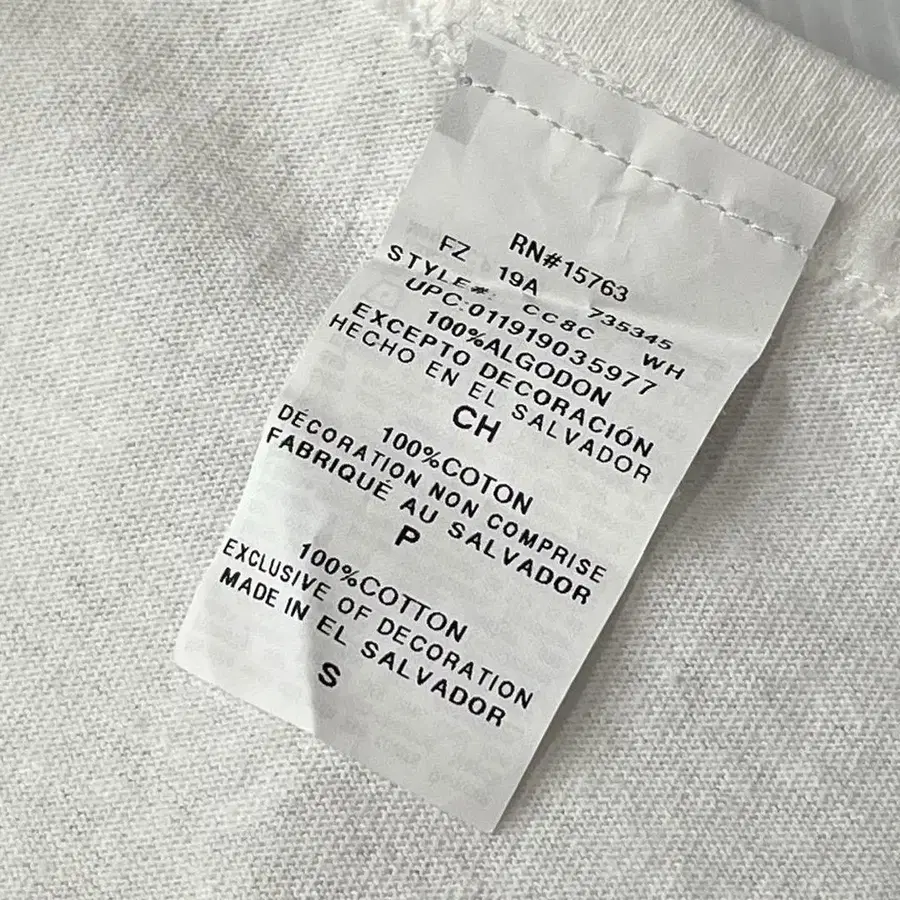 RN#15763
FZ 19A 735345
STYLE#: CC8C WH
UPC:011919035977
100%ALGODON
EXCEPTO DECORACIÓN
HECHO EN EL SALVADOR
CH
100%COTON
DÉCORATION NON COMPRISE
FABRIQUÉ AU SALVADOR
P
100%COTTON
EXCLUSIVE OF DECORATION
MADE IN EL SALVADOR
S